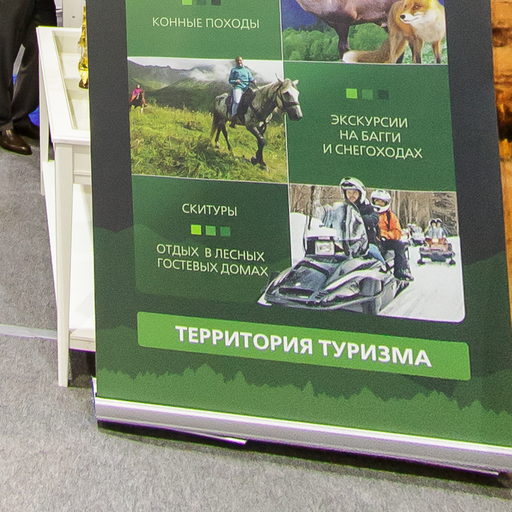 КОННЫЕ ПОХОДЫ
ЭКСКУРСИИ
НА БАГГИ
И СНЕГОХОДАХ
СКИТУРЫ
ОТДЫХ В ЛЕСНЫХ
ГОСТЕВЫХ ДОМАХ
ТЕРРИТОРИЯ ТУРИЗМА